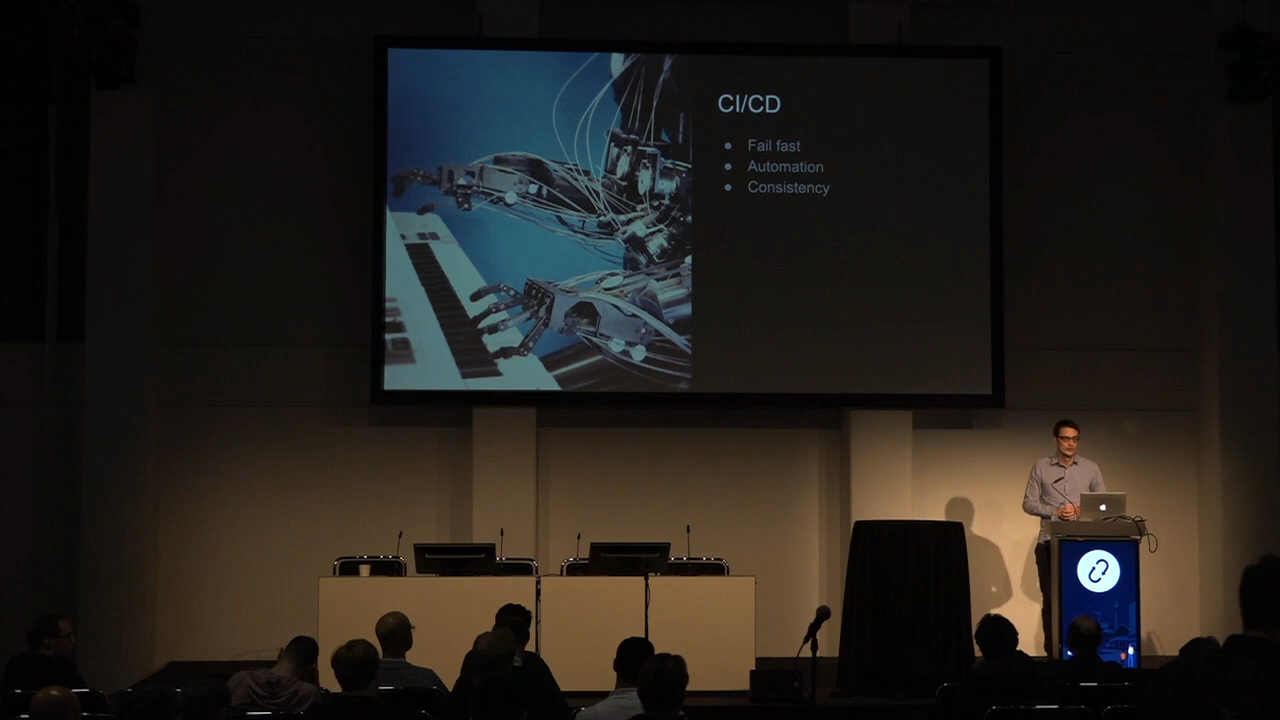 CI/CD
● Fail fast
● Automation
● Consistency